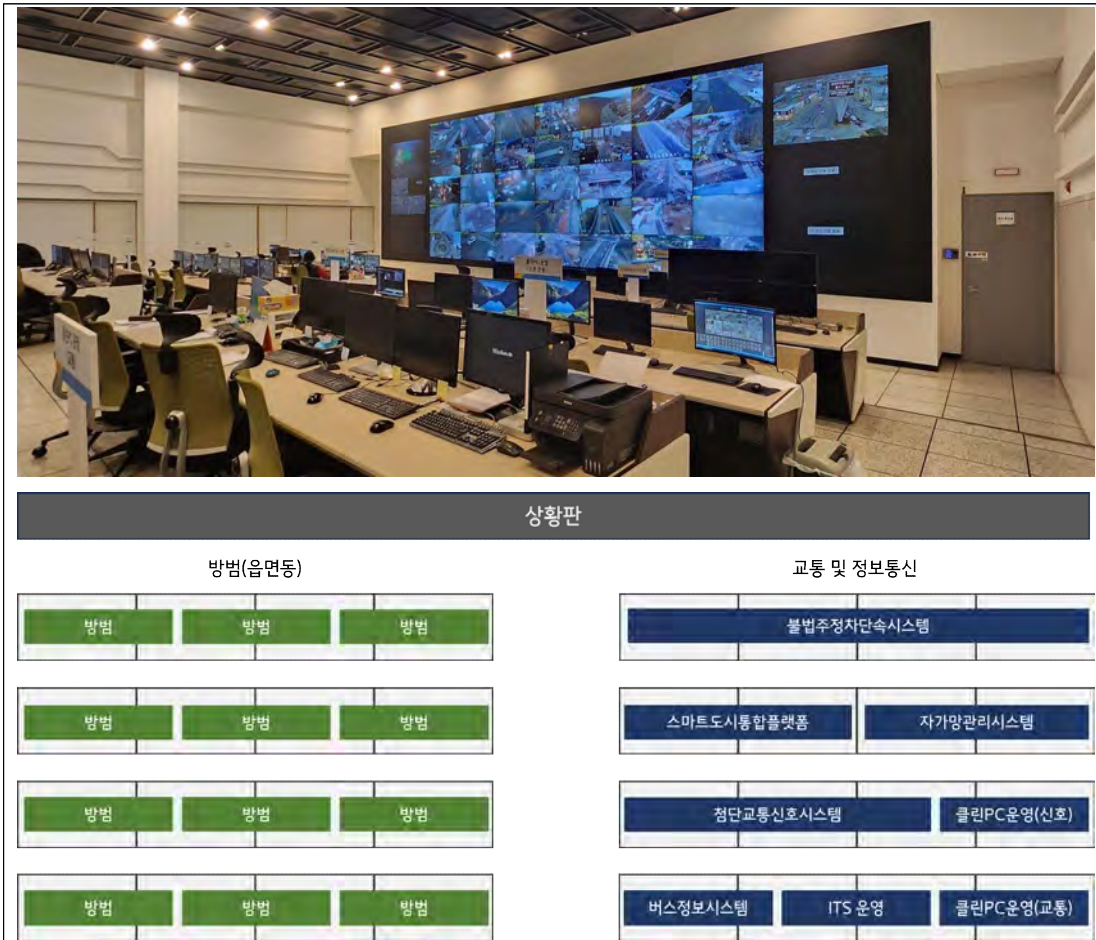 상황판
방범(읍면동)
교통 및 정보통신
방범 방범 방범
불법주정차단속시스템
방범 방범 방범
스마트도시통합플랫폼 자가망관리시스템
방범 방범 방범
첨단교통신호시스템 클린PC운영(신호)
방범 방범 방범
버스정보시스템 ITS 운영 클린PC운영(교통)